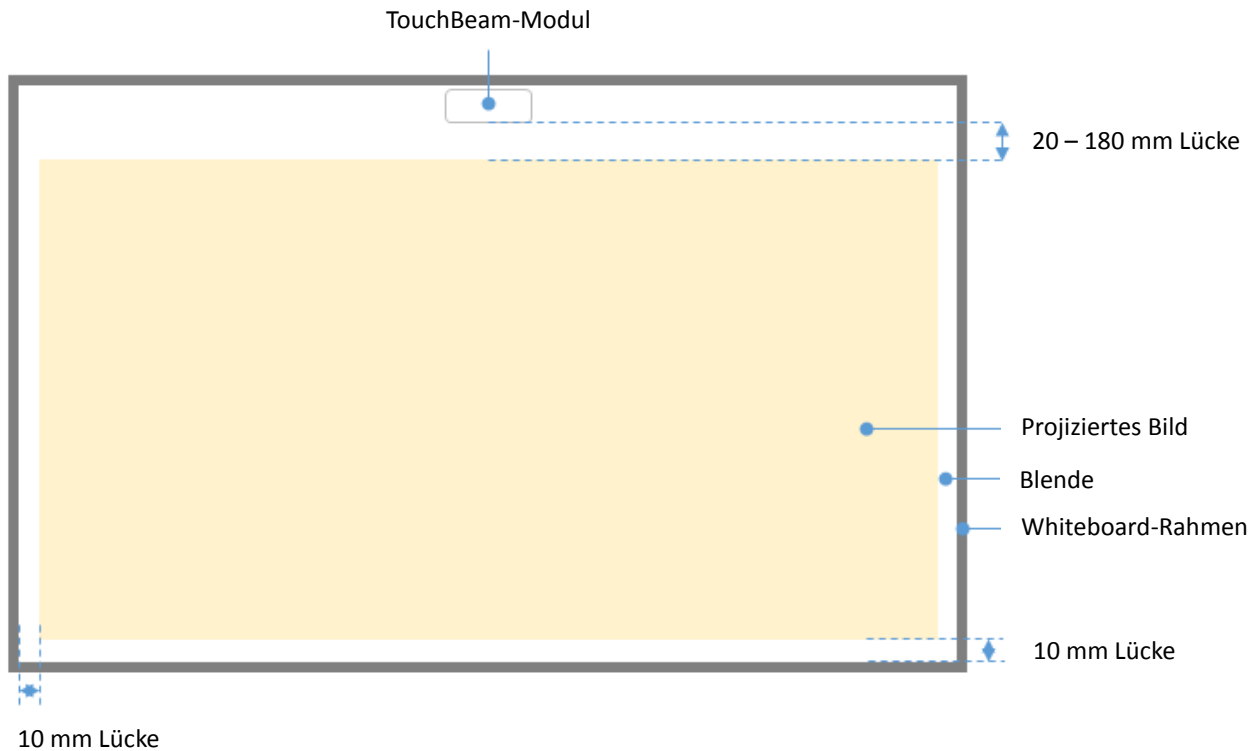 TouchBeam-Modul
20 – 180 mm Lücke
Projiziertes Bild
Blende
Whiteboard-Rahmen
10 mm Lücke
10 mm Lücke